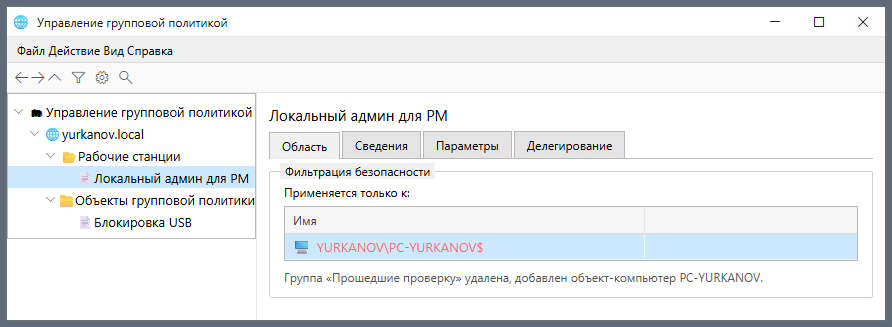 Управление групповой политикой
Файл Действие Вид Справка
Управление групповой политикой
yurkanov.local
Рабочие станции
Локальный админ для РМ
Объекты групповой политики
Блокировка USB
Локальный админ для РМ
Область Сведения Параметры Делегирование
Фильтрация безопасности
Применяется только к:
Имя
YURKANOV\PC-YURKANOV$
Группа «Прошедшие проверку» удалена, добавлен объект-компьютер PC-YURKANOV.